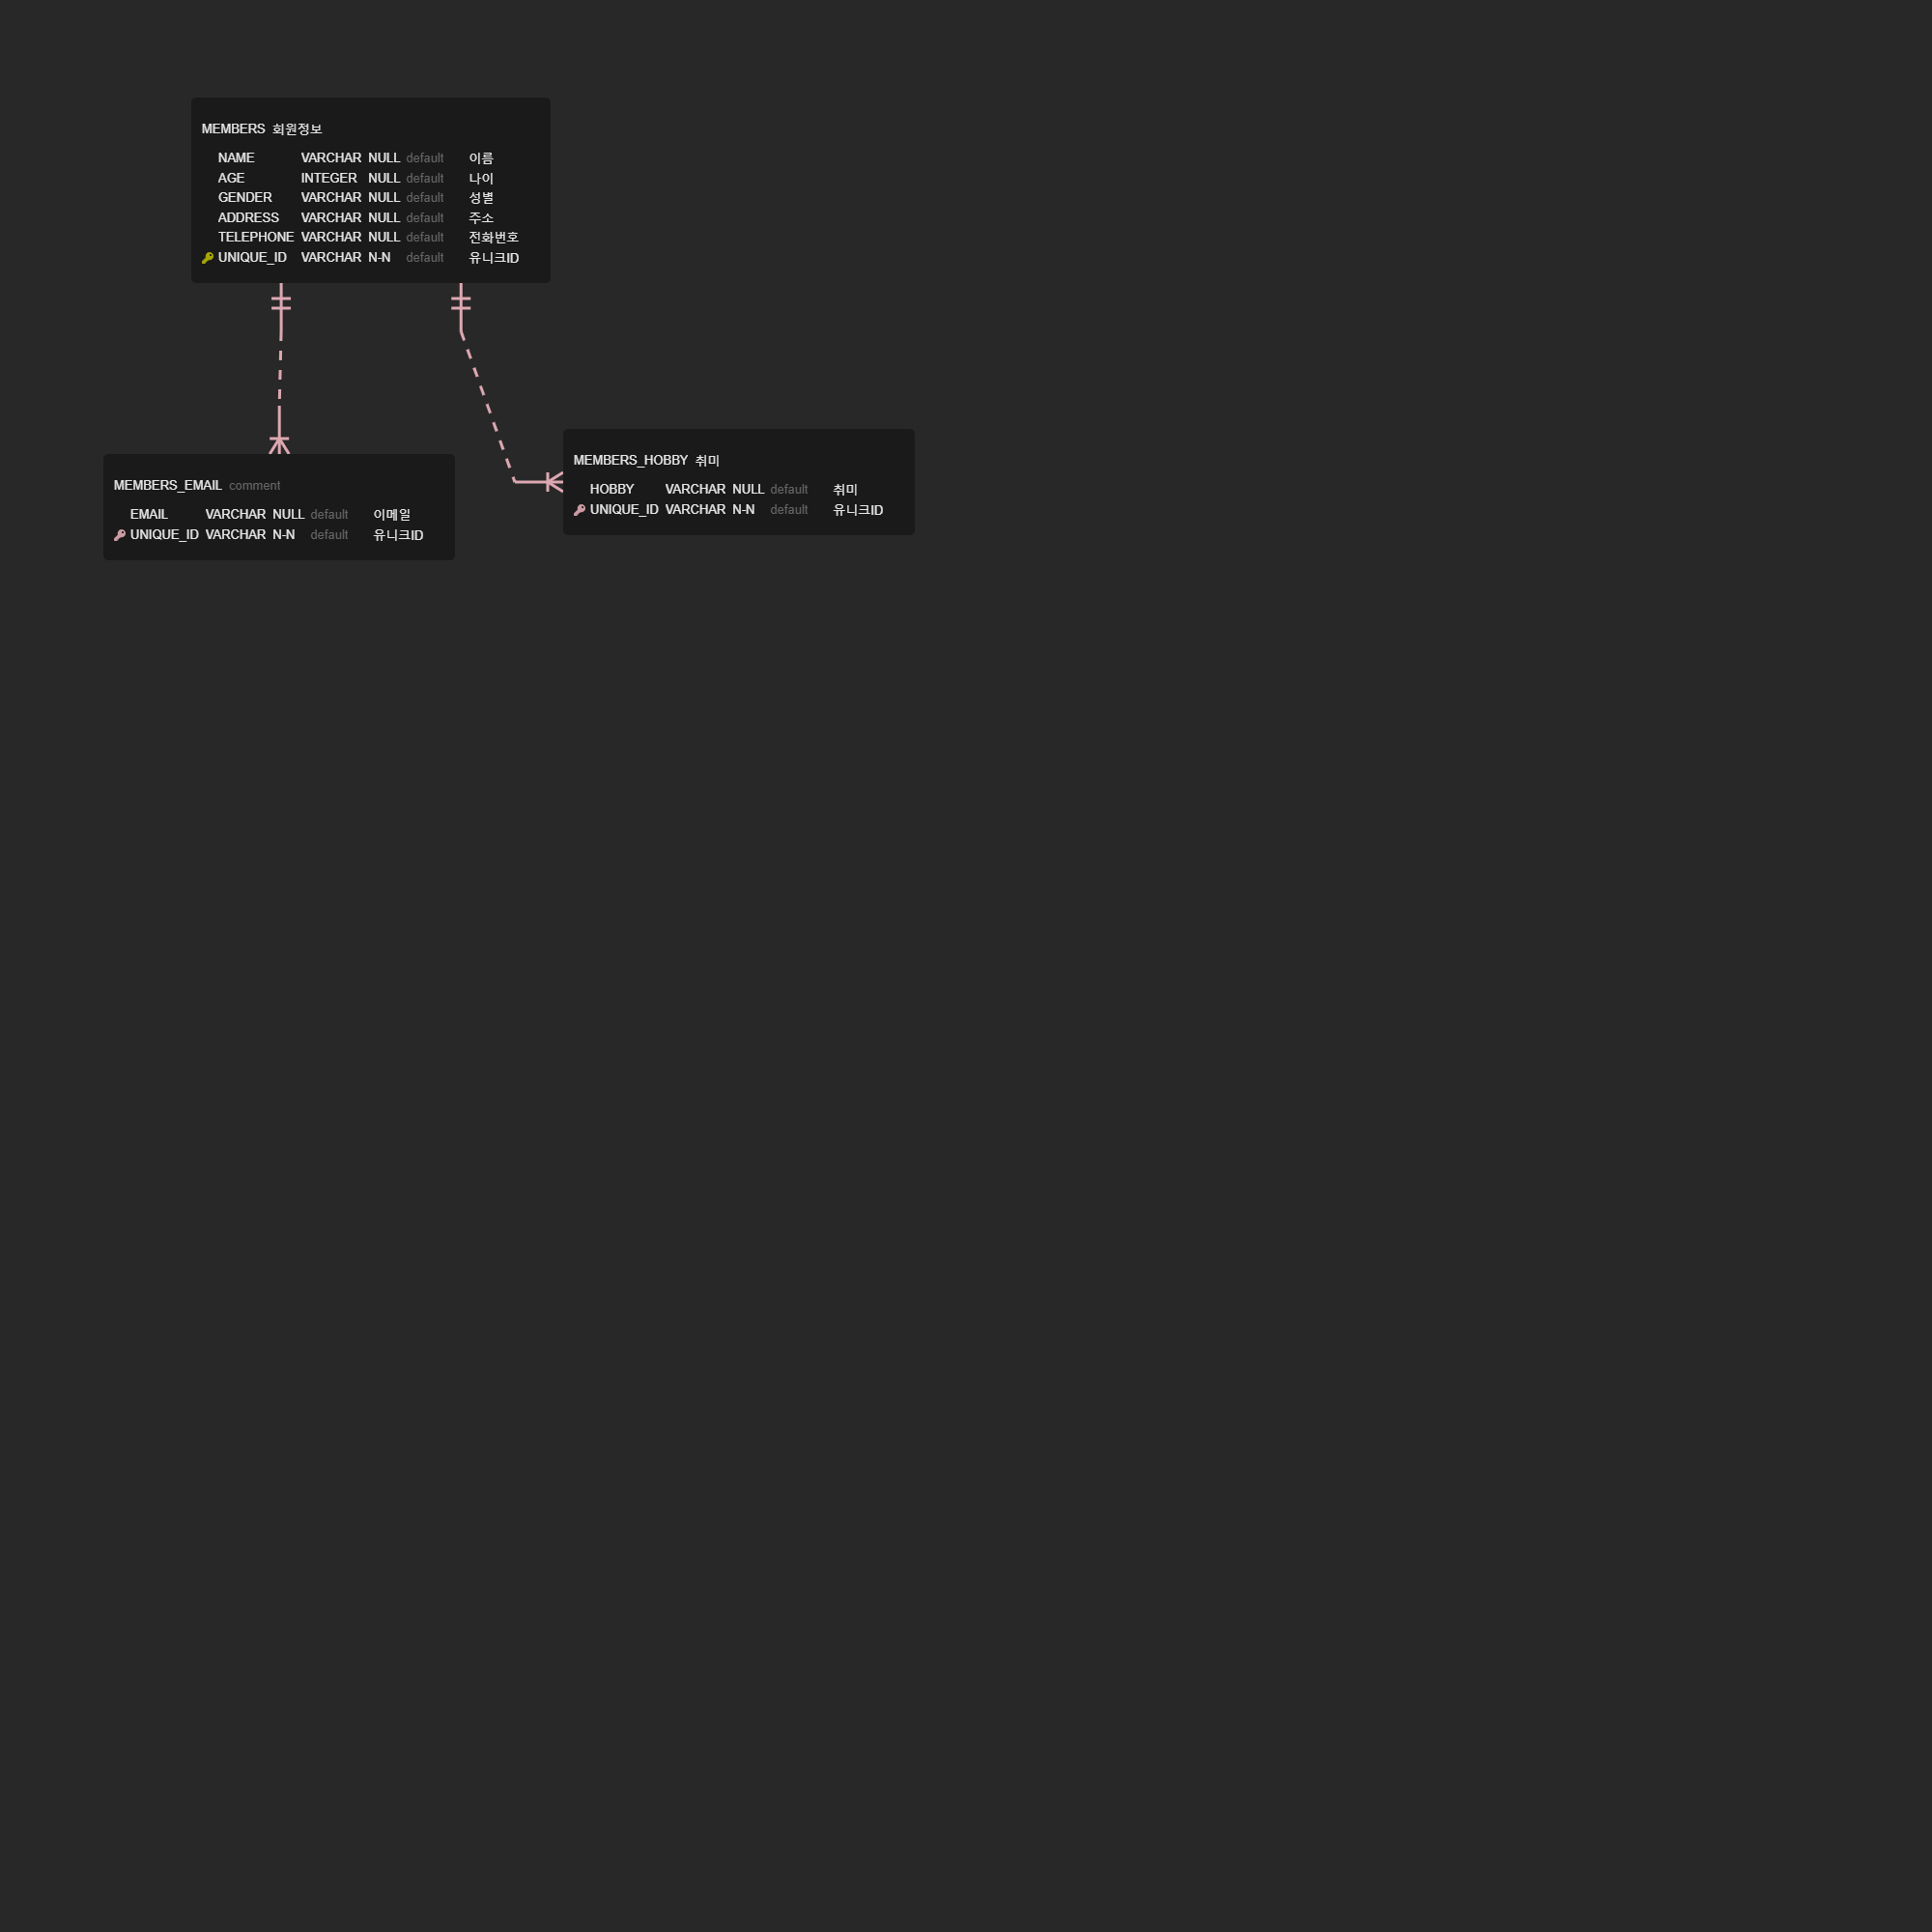 MEMBERS 회원정보
NAME VARCHAR NULL default 이름
AGE INTEGER NULL default 나이
GENDER VARCHAR NULL default 성별
ADDRESS VARCHAR NULL default 주소
TELEPHONE VARCHAR NULL default 전화번호
UNIQUE_ID VARCHAR N-N default 유니크ID
MEMBERS_EMAIL comment
EMAIL VARCHAR NULL default 이메일
UNIQUE_ID VARCHAR N-N default 유니크ID
MEMBERS_HOBBY 취미
HOBBY VARCHAR NULL default 취미
UNIQUE_ID VARCHAR N-N default 유니크ID